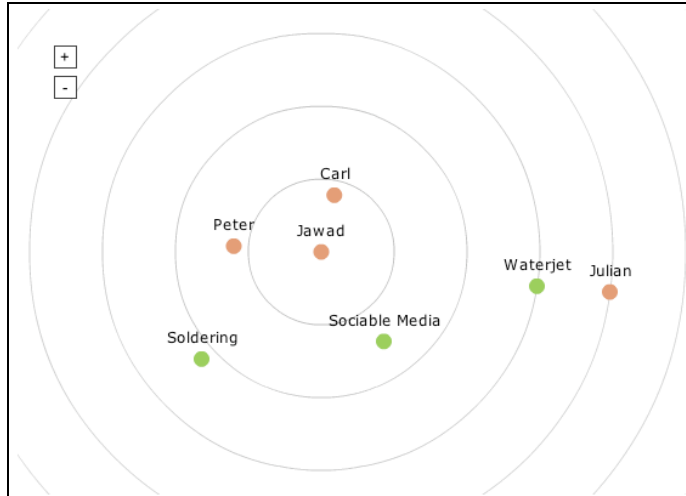 +
-
Carl
Peter
Jawad
Waterjet
Julian
Sociable Media
Soldering